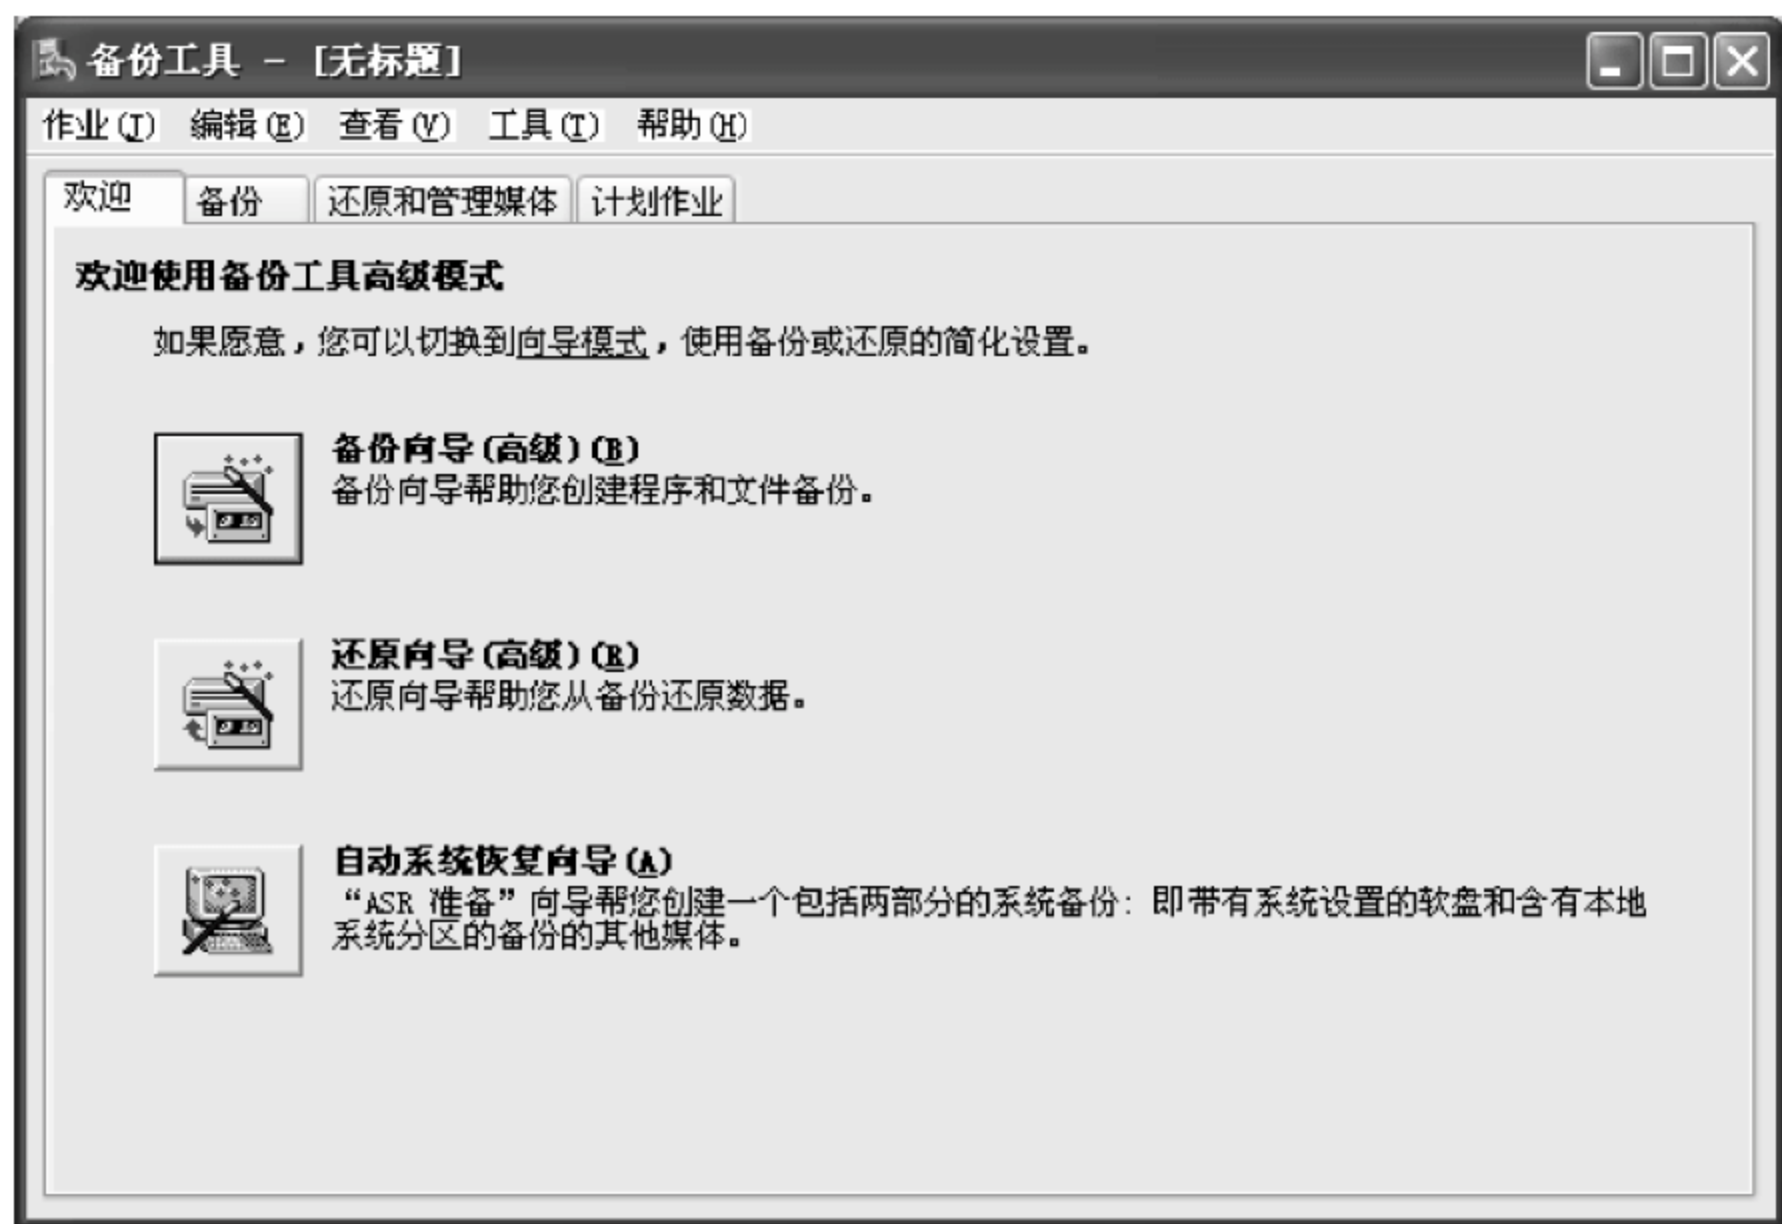 备份工具 - [无标题]
作业(J) 编辑(E) 查看(V) 工具(T) 帮助(H)
欢迎 备份 还原和管理媒体 计划作业
欢迎使用备份工具高级模式
如果愿意，您可以切换到向导模式，使用备份或还原的简化设置。
备份向导(高级)(B)
备份向导帮助您创建程序和文件备份。
还原向导(高级)(R)
还原向导帮助您从备份还原数据。
自动系统恢复向导(A)
“ASR 准备”向导帮您创建一个包括两部分的系统备份: 即带有系统设置的软盘和含有本地
系统分区的备份的其他媒体。